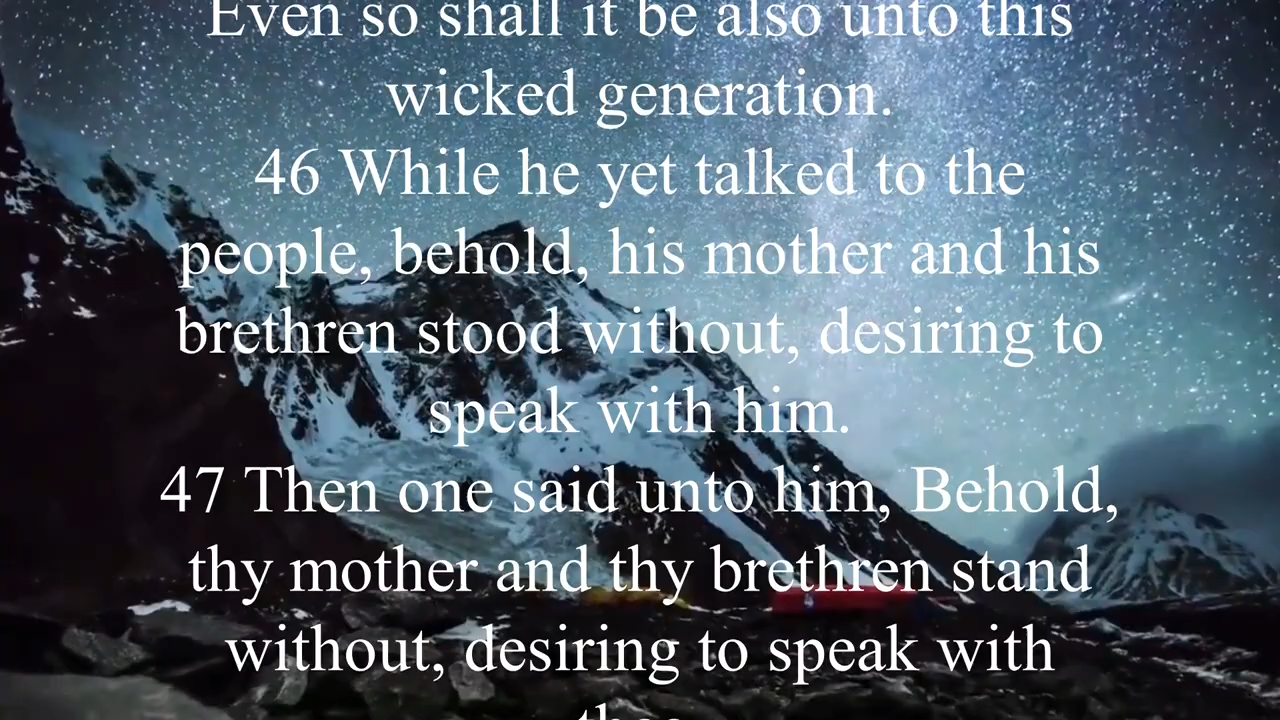 Even so shall it be also unto this
wicked generation.
46 While he yet talked to the
people, behold, his mother and his
brethren stood without, desiring to
speak with him.
47 Then one said unto him, Behold,
thy mother and thy brethren stand
without, desiring to speak with